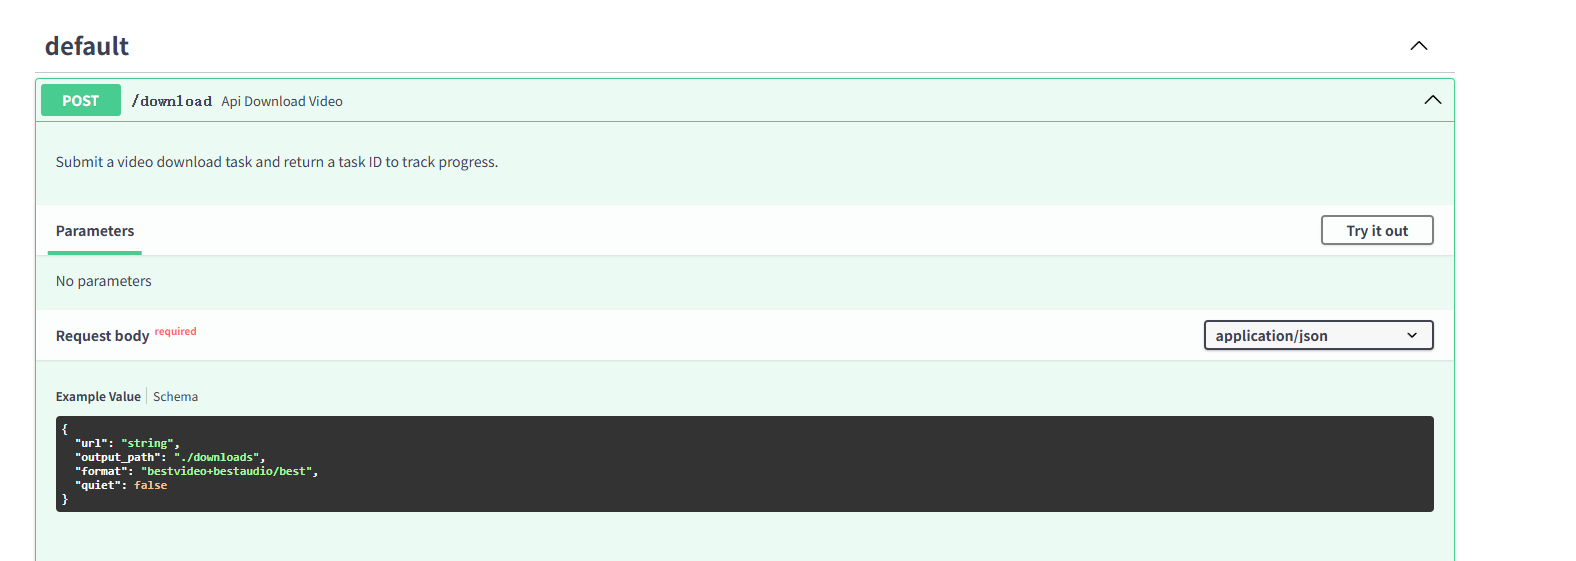 default
POST /download Api Download Video
Submit a video download task and return a task ID to track progress.
Parameters Try it out
No parameters
Request body required application/json
Example Value Schema
{
  "url": "string",
  "output_path": "./downloads",
  "format": "bestvideo+bestaudio/best",
  "quiet": false
}